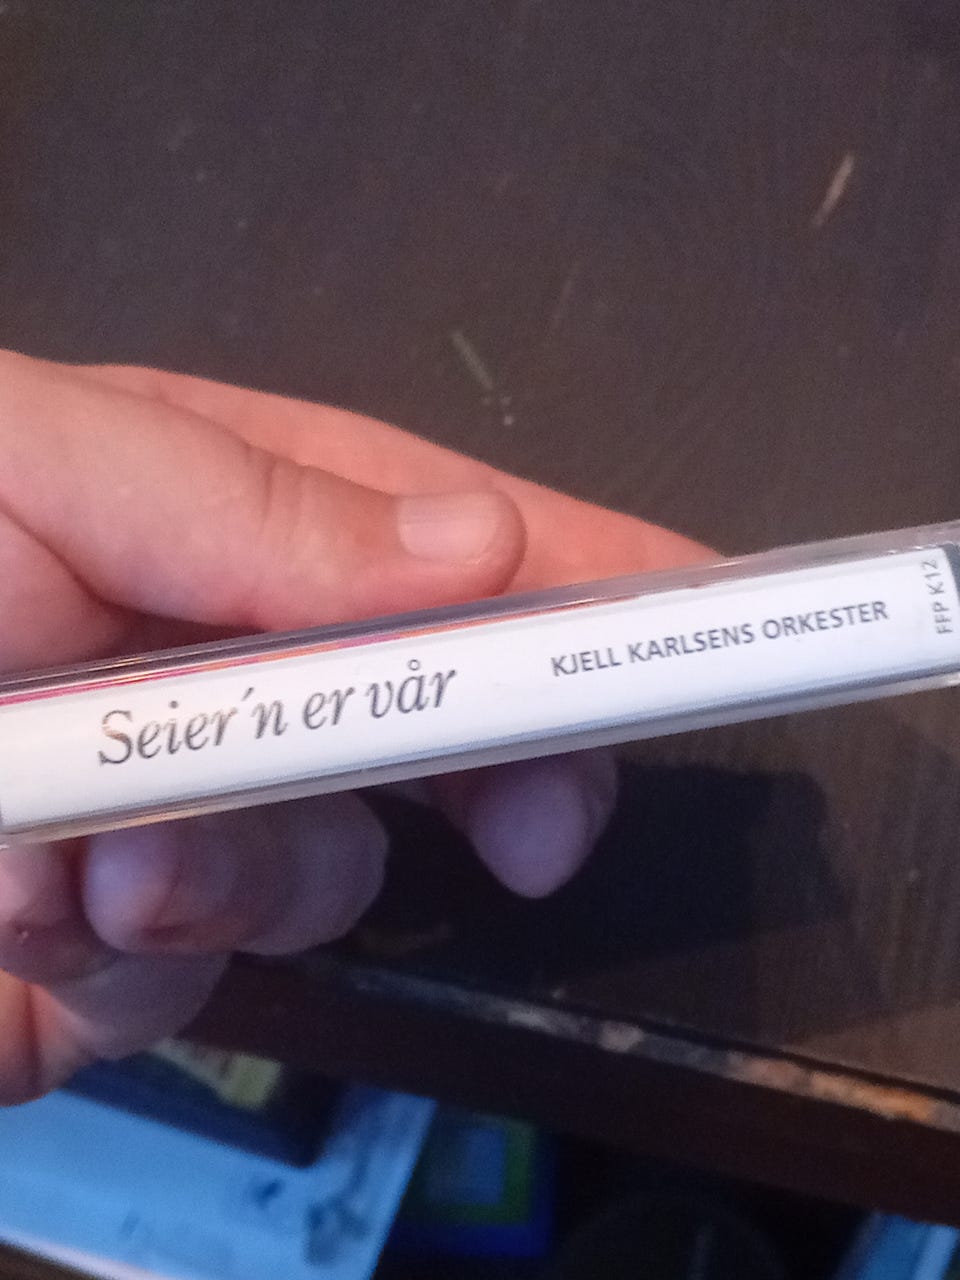 Seier´n er vår
KJELL KARLSENS ORKESTER
FFP K12